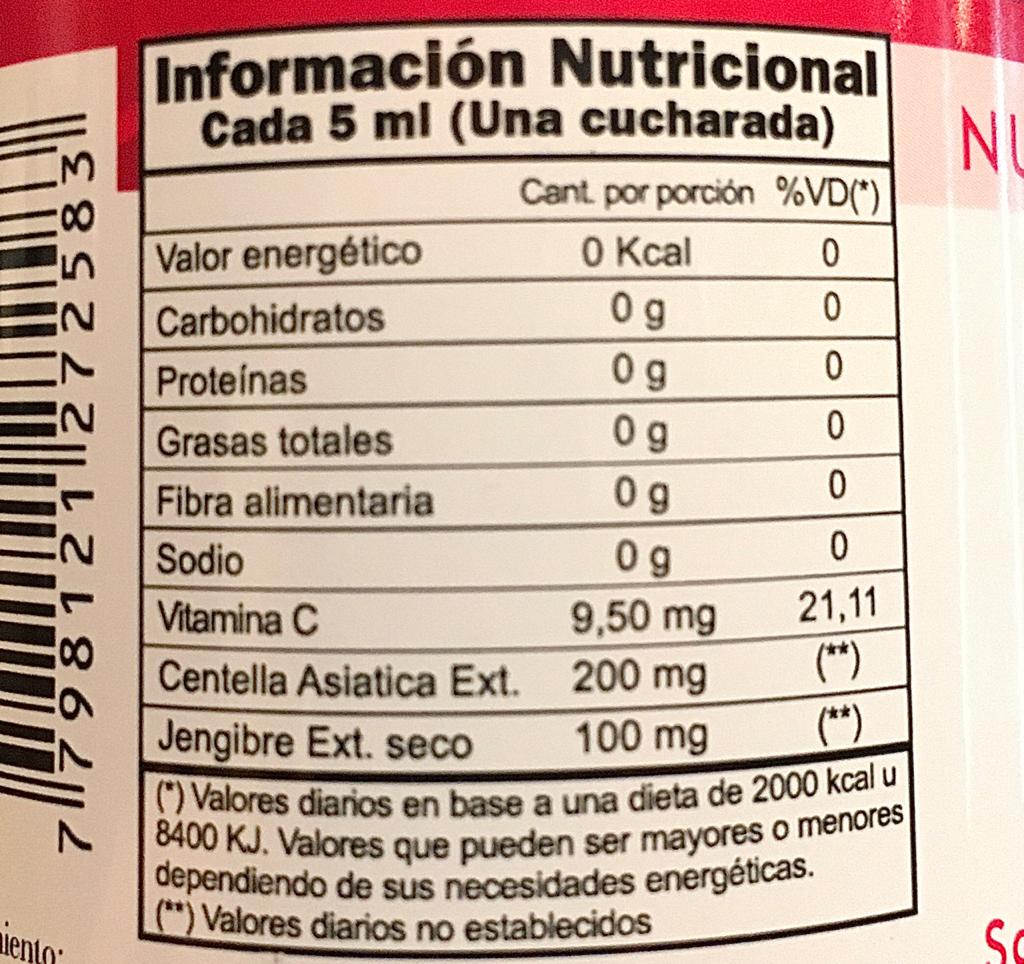 Información Nutricional
Cada 5 ml (Una cucharada)
Cant. por porción %VD(*)
Valor energético 0 Kcal 0
Carbohidratos 0 g 0
Proteínas 0 g 0
Grasas totales 0 g 0
Fibra alimentaria 0 g 0
Sodio 0 g 0
Vitamina C 9,50 mg 21,11
Centella Asiatica Ext. 200 mg (**)
Jengibre Ext. seco 100 mg (**)
(*) Valores diarios en base a una dieta de 2000 kcal u
8400 KJ. Valores que pueden ser mayores o menores
dependiendo de sus necesidades energéticas.
(**) Valores diarios no establecidos
7 798121 272583